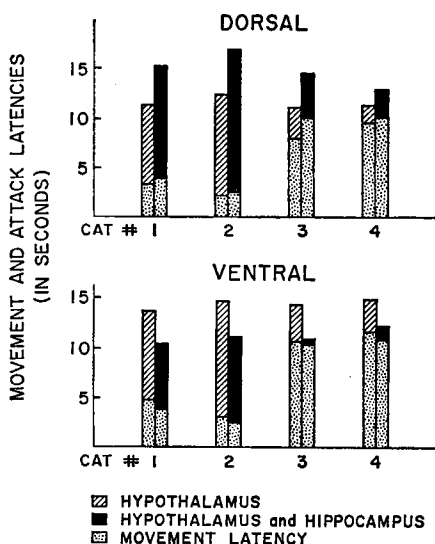 DORSAL
15
10
5
CAT # 1 2 3 4
MOVEMENT AND ATTACK LATENCIES
(IN SECONDS)
VENTRAL
15
10
5
CAT # 1 2 3 4
HYPOTHALAMUS
HYPOTHALAMUS and HIPPOCAMPUS
MOVEMENT LATENCY